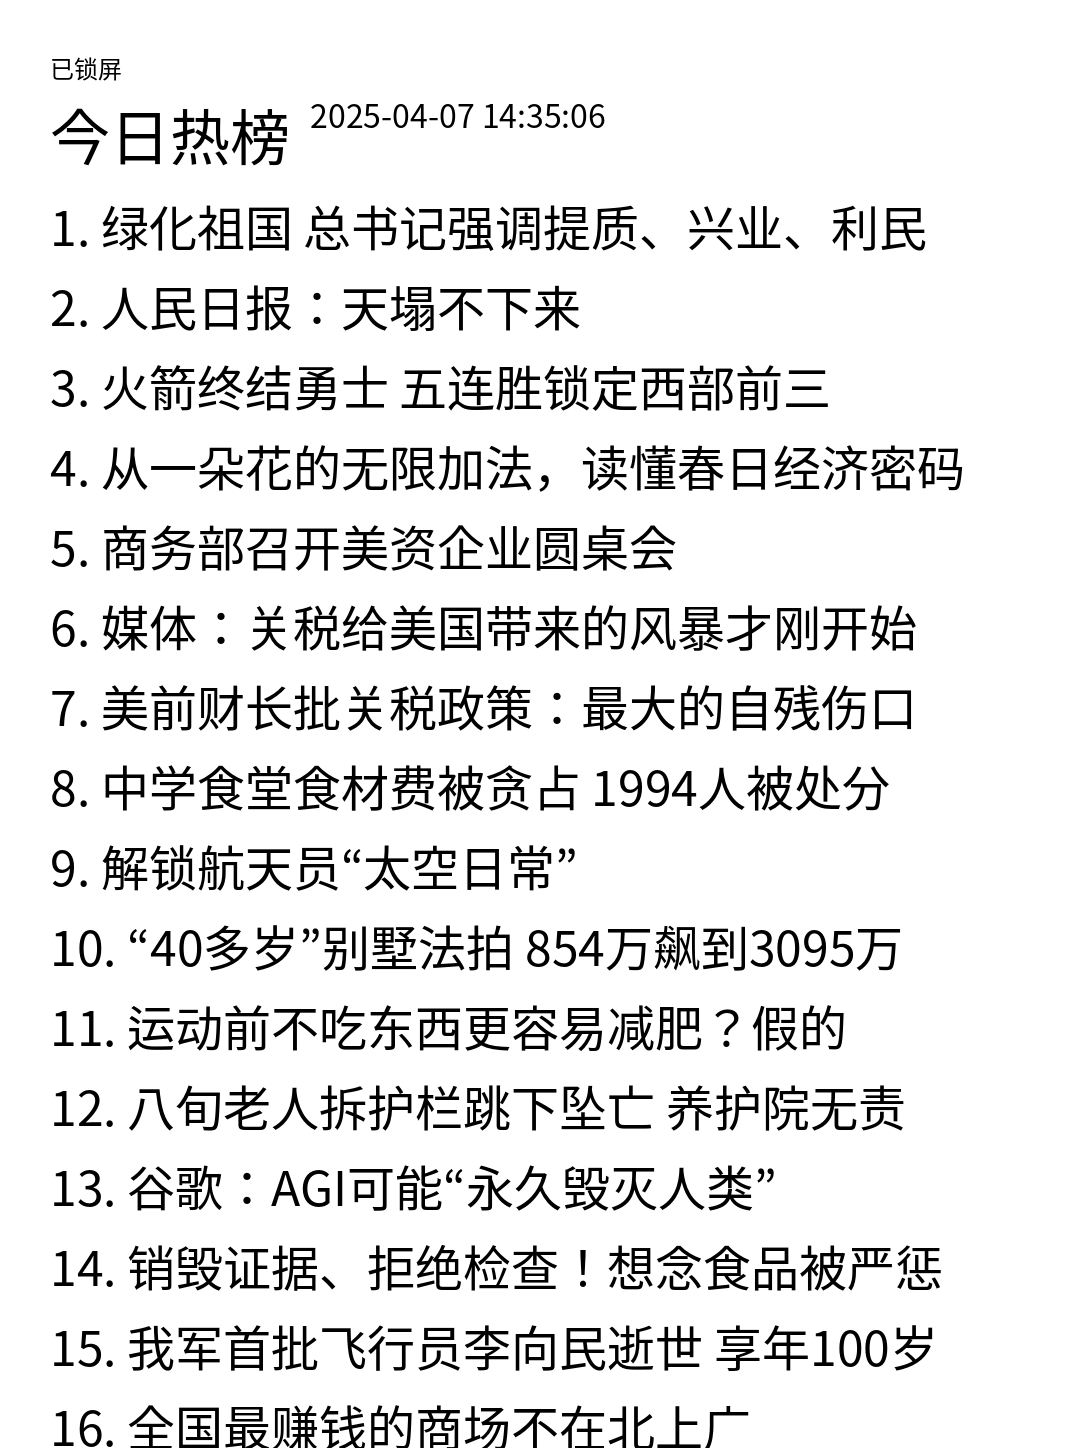 已锁屏
今日热榜 2025-04-07 14:35:06
1. 绿化祖国 总书记强调提质、兴业、利民
2. 人民日报：天塌不下来
3. 火箭终结勇士 五连胜锁定西部前三
4. 从一朵花的无限加法，读懂春日经济密码
5. 商务部召开美资企业圆桌会
6. 媒体：关税给美国带来的风暴才刚开始
7. 美前财长批关税政策：最大的自残伤口
8. 中学食堂食材费被贪占 1994人被处分
9. 解锁航天员“太空日常”
10. “40多岁”别墅法拍 854万飙到3095万
11. 运动前不吃东西更容易减肥？假的
12. 八旬老人拆护栏跳下坠亡 养护院无责
13. 谷歌：AGI可能“永久毁灭人类”
14. 销毁证据、拒绝检查！想念食品被严惩
15. 我军首批飞行员李向民逝世 享年100岁
16. 全国最赚钱的商场不在北上广